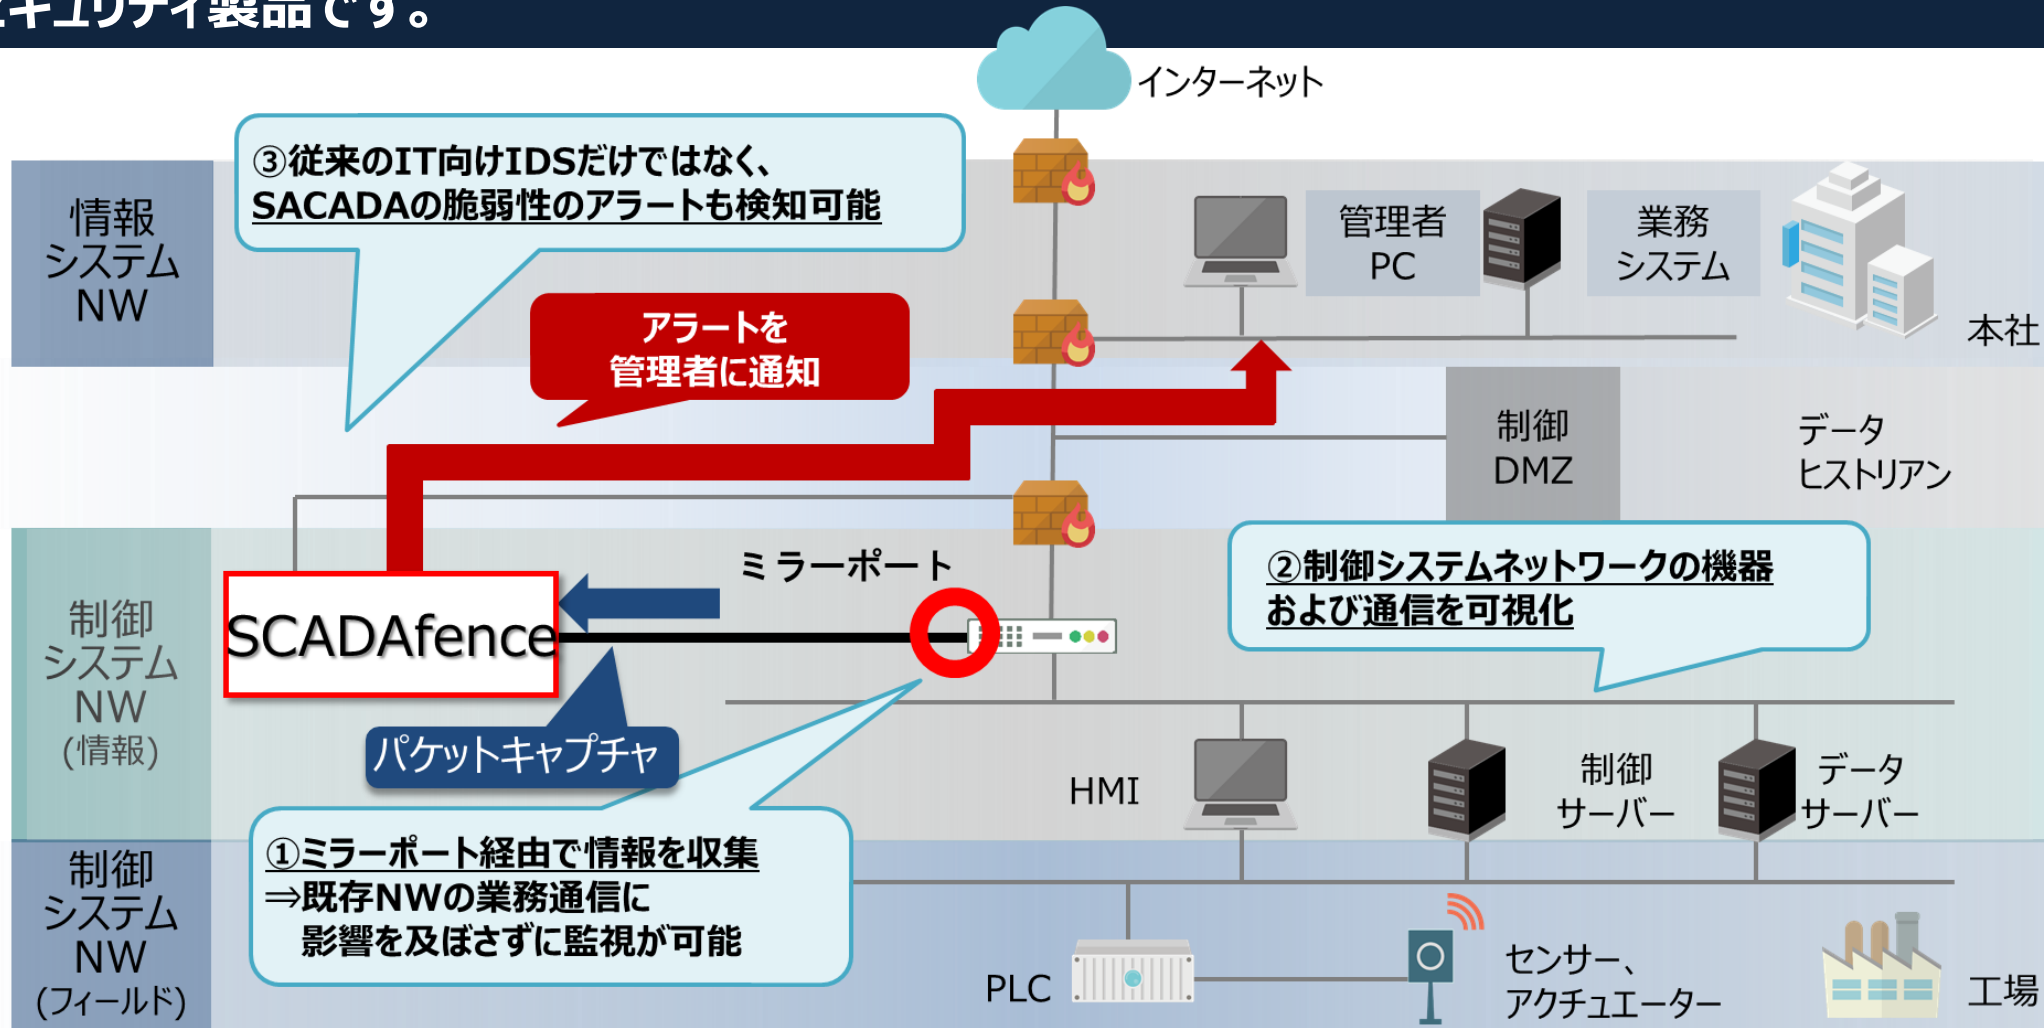 キュリティ製品です。
インターネット
③従来のIT向けIDSだけではなく、
SACADAの脆弱性のアラートも検知可能
情報
システム
NW
管理者
PC
業務
システム
本社
アラートを
管理者に通知
制御
DMZ
データ
ヒストリアン
ミラーポート
②制御システムネットワークの機器
および通信を可視化
制御
システム
NW
(情報)
SCADAfence
パケットキャプチャ
HMI
制御
サーバー
データ
サーバー
①ミラーポート経由で情報を収集
⇒既存NWの業務通信に
影響を及ぼさずに監視が可能
制御
システム
NW
(フィールド)
PLC
センサー、
アクチュエーター
工場